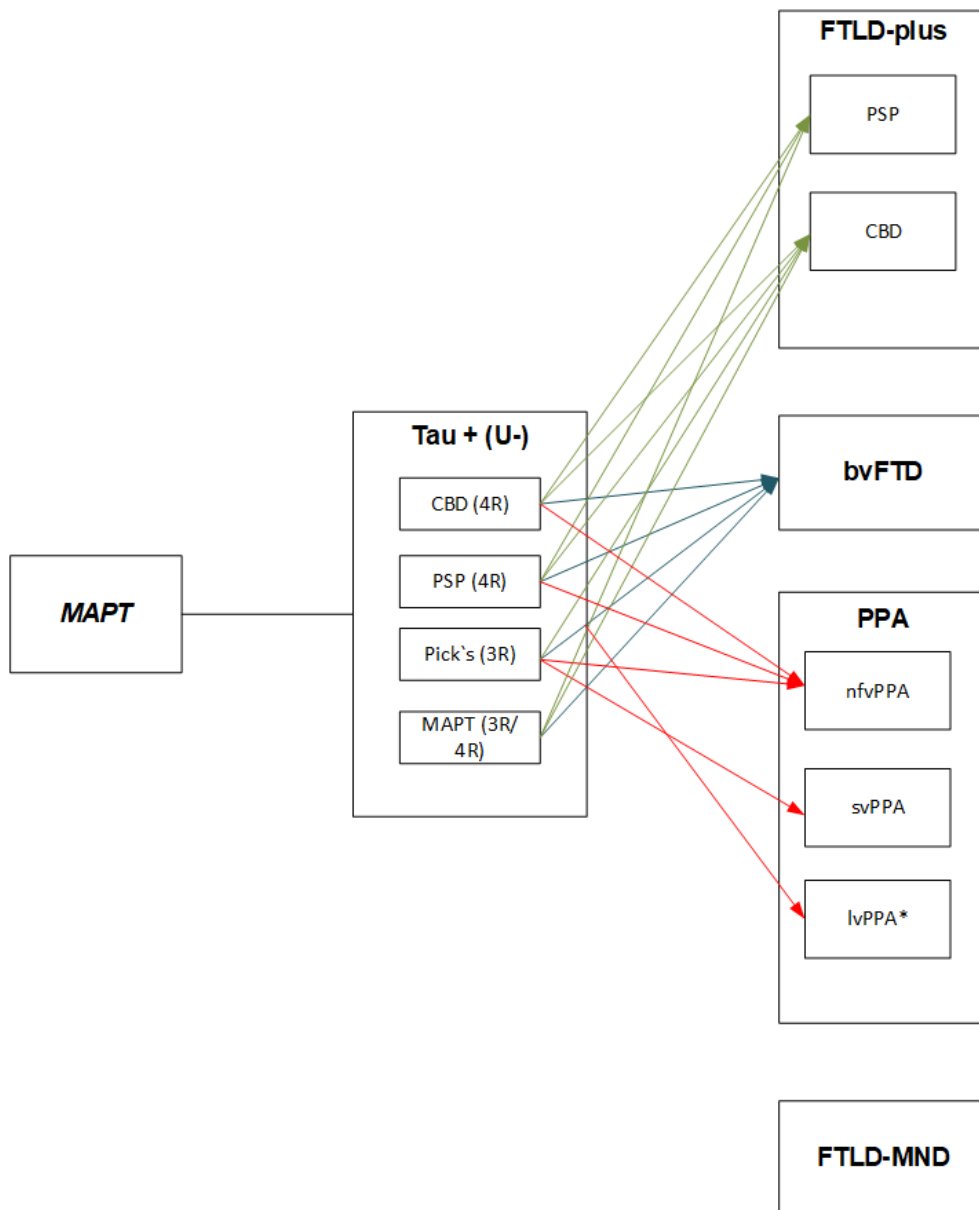 FTLD-plus
PSP
CBD
Tau + (U-)
CBD (4R)
PSP (4R)
Pick`s (3R)
MAPT (3R/
4R)
MAPT
bvFTD
PPA
nfvPPA
svPPA
lvPPA*
FTLD-MND